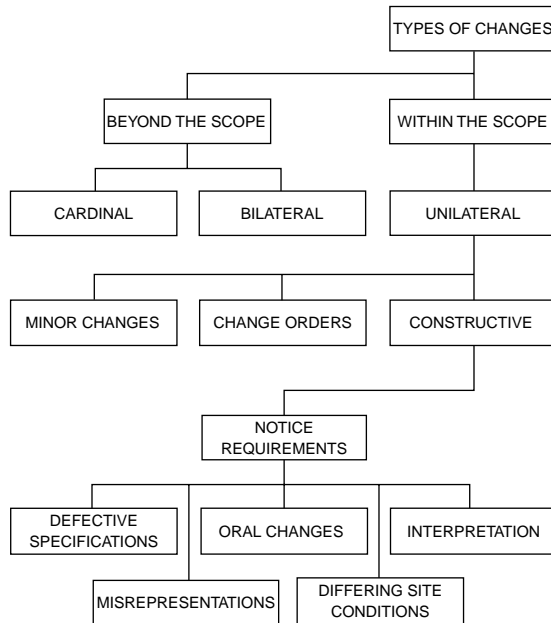 TYPES OF CHANGES
BEYOND THE SCOPE
WITHIN THE SCOPE
CARDINAL
BILATERAL
UNILATERAL
MINOR CHANGES
CHANGE ORDERS
CONSTRUCTIVE
NOTICE
REQUIREMENTS
DEFECTIVE
SPECIFICATIONS
ORAL CHANGES
INTERPRETATION
MISREPRESENTATIONS
DIFFERING SITE
CONDITIONS